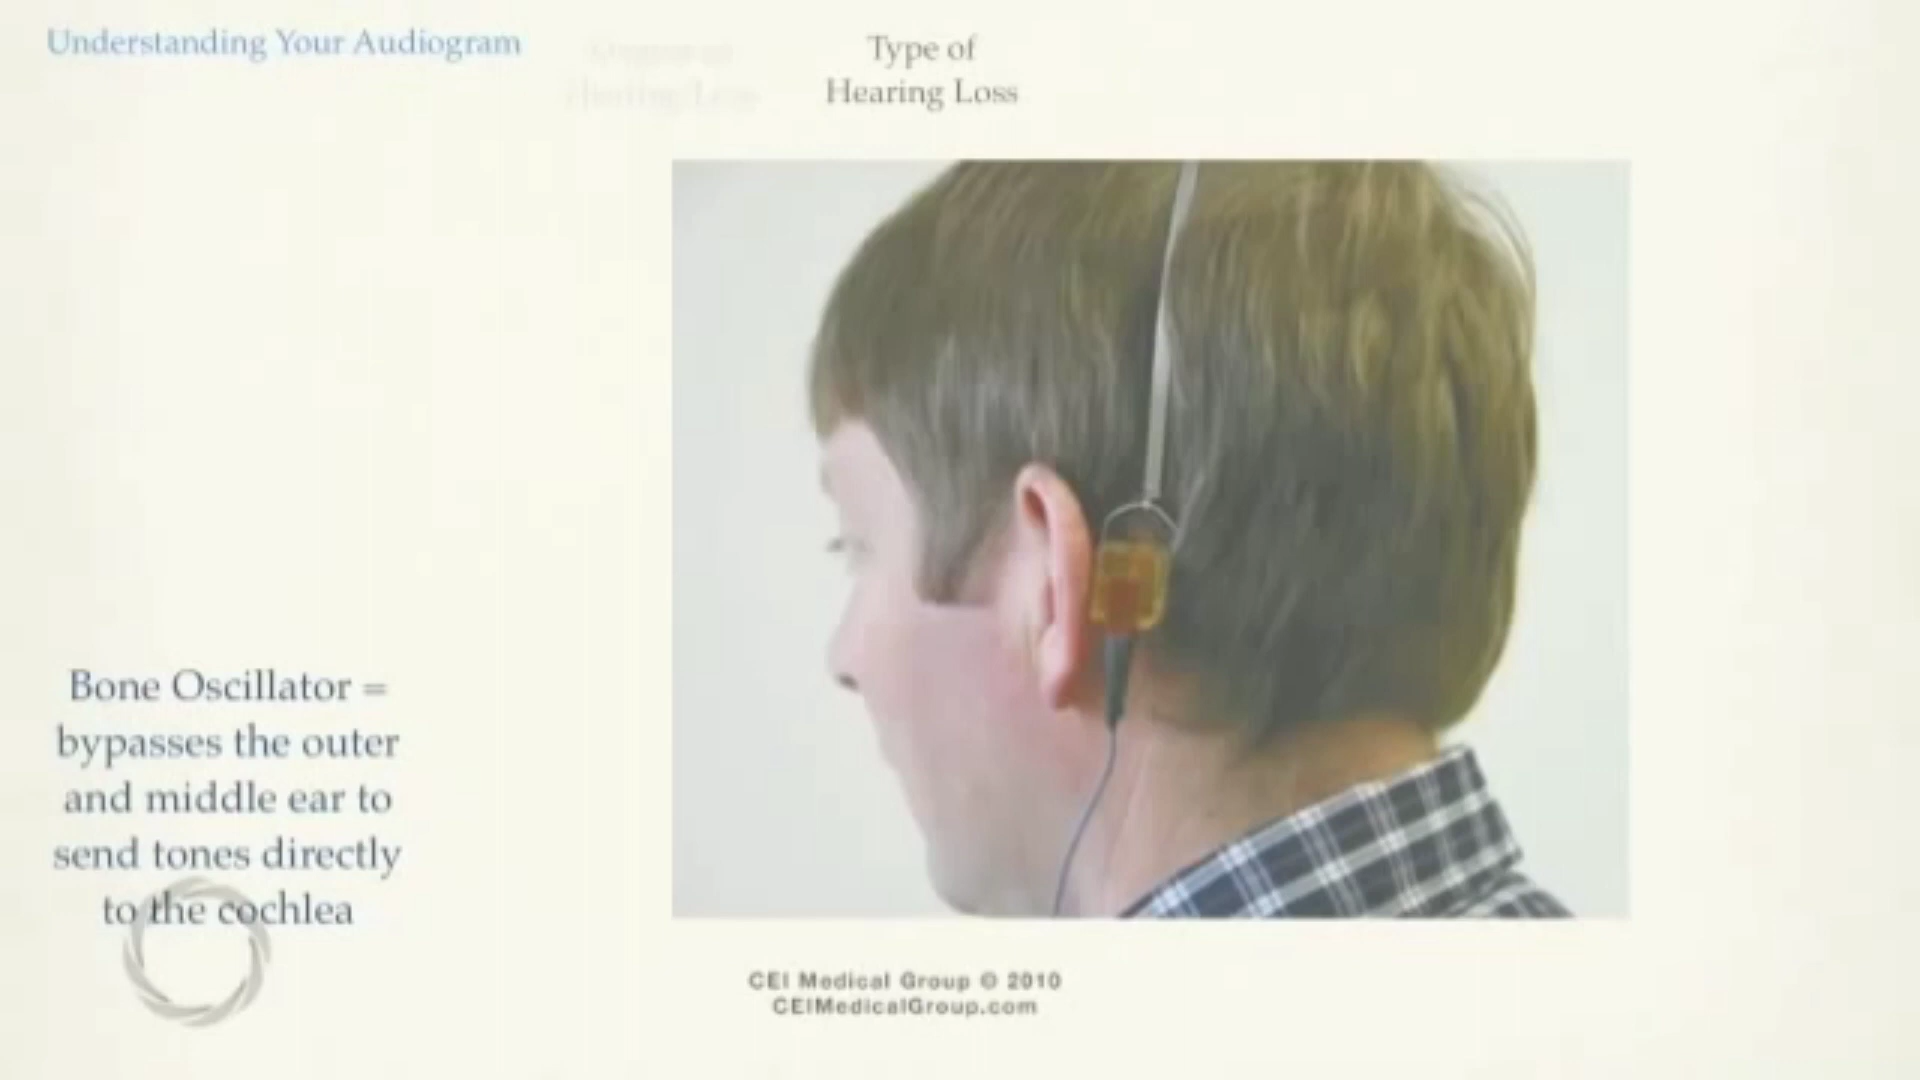 Understanding Your Audiogram
Type of
Hearing Loss
Bone Oscillator =
bypasses the outer
and middle ear to
send tones directly
to the cochlea
CEI Medical Group © 2010
CEIMedicalGroup.com